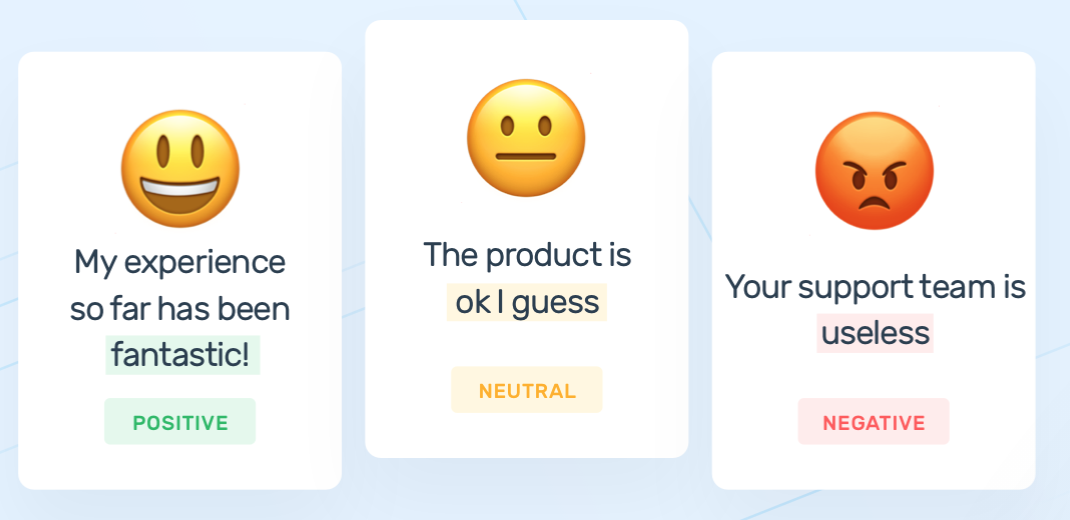 My experience
so far has been
fantastic!
POSITIVE
The product is
ok I guess
NEUTRAL
Your support team is
useless
NEGATIVE